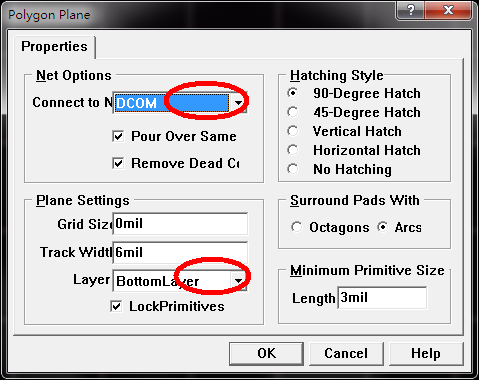 Polygon Plane
Properties
Net Options
Connect to N DCOM
Pour Over Same
Remove Dead Co
Plane Settings
Grid Size 0mil
Track Width 6mil
Layer BottomLayer
LockPrimitives
Hatching Style
90-Degree Hatch
45-Degree Hatch
Vertical Hatch
Horizontal Hatch
No Hatching
Surround Pads With
Octagons Arcs
Minimum Primitive Size
Length 3mil
OK Cancel Help